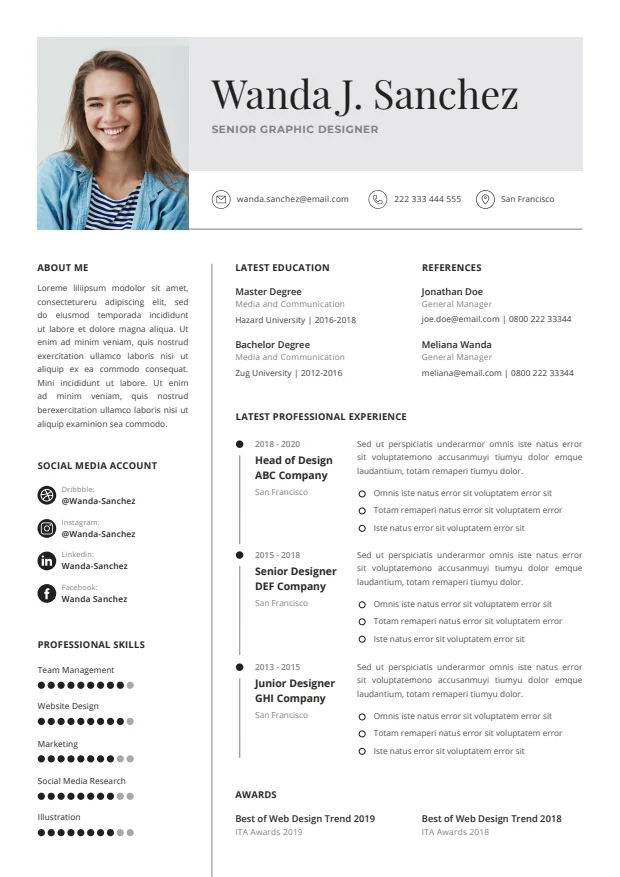 Wanda J. Sanchez
SENIOR GRAPHIC DESIGNER
wanda.sanchez@email.com
222 333 444 555
San Francisco
ABOUT ME
Loreme liliipsum modolor sit amet,
consectetureru adipiscing elit, sed
do eiusmod temporada incididunt
ut labore et dolore magna aliqua. Ut
enim ad minim veniam, quis nostrud
exercitation ullamco laboris nisi ut
aliquip ex ea commodo consequat.
Mini incididunt ut labore. Ut enim
ad minim veniam, quis nostrud
berexercitation ullamco laboris nisi ut
aliquip examinion sea commodo.
SOCIAL MEDIA ACCOUNT
Dribbble:
@Wanda-Sanchez
Instagram:
@Wanda-Sanchez
Linkedin:
Wanda-Sanchez
Facebook:
Wanda Sanchez
PROFESSIONAL SKILLS
Team Management
Website Design
Marketing
Social Media Research
Illustration
LATEST EDUCATION
Master Degree
Media and Communication
Hazard University | 2016-2018
Bachelor Degree
Media and Communication
Zug University | 2012-2016
REFERENCES
Jonathan Doe
General Manager
joe.doe@email.com | 0800 222 33344
Meliana Wanda
General Manager
meliana@email.com | 0800 222 33344
LATEST PROFESSIONAL EXPERIENCE
2018 - 2020
Head of Design
ABC Company
San Francisco
Sed ut perspiciatis underarmor omnis iste natus error
sit voluptatemono accusanmuyi tiumyu dolor emque
laudantium, totam remaperi tiumyu dolor.
Omnis iste natus error sit voluptatem error sit
Totam remaperi natus error sit voluptatem error
Iste natus error sit voluptatem error sit
2015 - 2018
Senior Designer
DEF Company
San Francisco
Sed ut perspiciatis underarmor omnis iste natus error
sit voluptatemono accusanmuyi tiumyu dolor emque
laudantium, totam remaperi tiumyu dolor.
Omnis iste natus error sit voluptatem error sit
Totam remaperi natus error sit voluptatem error
Iste natus error sit voluptatem error sit
2013 - 2015
Junior Designer
GHI Company
San Francisco
Sed ut perspiciatis underarmor omnis iste natus error
sit voluptatemono accusanmuyi tiumyu dolor emque
laudantium, totam remaperi tiumyu dolor.
Omnis iste natus error sit voluptatem error sit
Totam remaperi natus error sit voluptatem error
Iste natus error sit voluptatem error sit
AWARDS
Best of Web Design Trend 2019
ITA Awards 2019
Best of Web Design Trend 2018
ITA Awards 2018